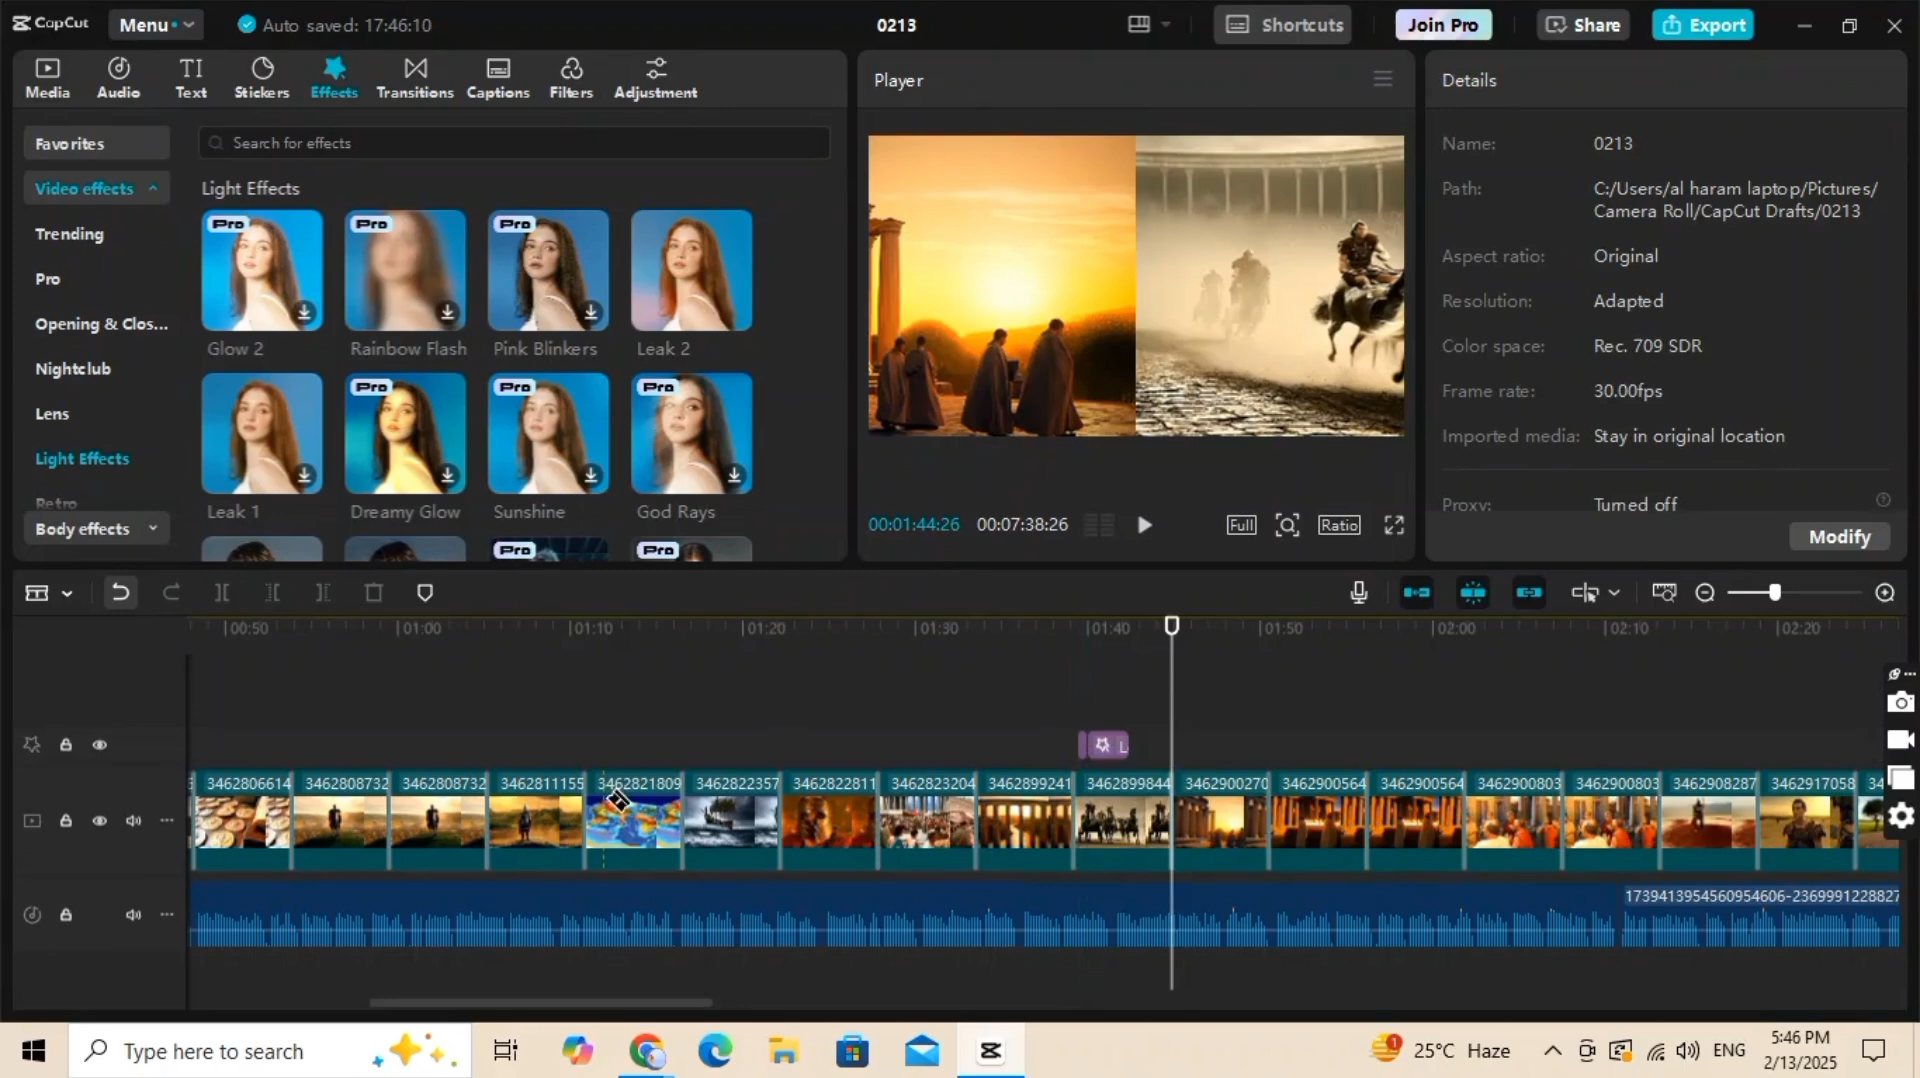 CapCut
Menu
Auto saved: 17:46:10
0213
Shortcuts
Join Pro
Share
Export
Media
Audio
TI
Text
Stickers
Effects
Transitions
Captions
Filters
Adjustment
Player
Details
Favorites
Search for effects
Video effects
Light Effects
Trending
Pro
Opening & Clos...
Nightclub
Lens
Light Effects
Retro
Body effects
Pro
Pro
Pro
Glow 2
Rainbow Flash
Pink Blinkers
Leak 2
Pro
Pro
Pro
Leak 1
Dreamy Glow
Sunshine
God Rays
Pro
Pro
00:01:44:26
00:07:38:26
Full
Ratio
Name:
0213
Path:
C:/Users/al haram laptop/Pictures/
Camera Roll/CapCut Drafts/0213
Aspect ratio:
Original
Resolution:
Adapted
Color space:
Rec. 709 SDR
Frame rate:
30.00fps
Imported media:
Stay in original location
Proxy:
Turned off
Modify
00:50
01:00
01:10
01:20
01:30
01:40
01:50
02:00
02:10
02:20
L
3462806614
3462808732
3462808732
3462811155
3462821809
3462822357
3462822811
3462823204
3462899241
3462899844
3462900270
3462900564
3462900564
3462900803
3462900803
3462908287
3462917058
34
1739413954560954606-2369991228827
Type here to search
1
25°C Haze
ENG
5:46 PM
2/13/2025